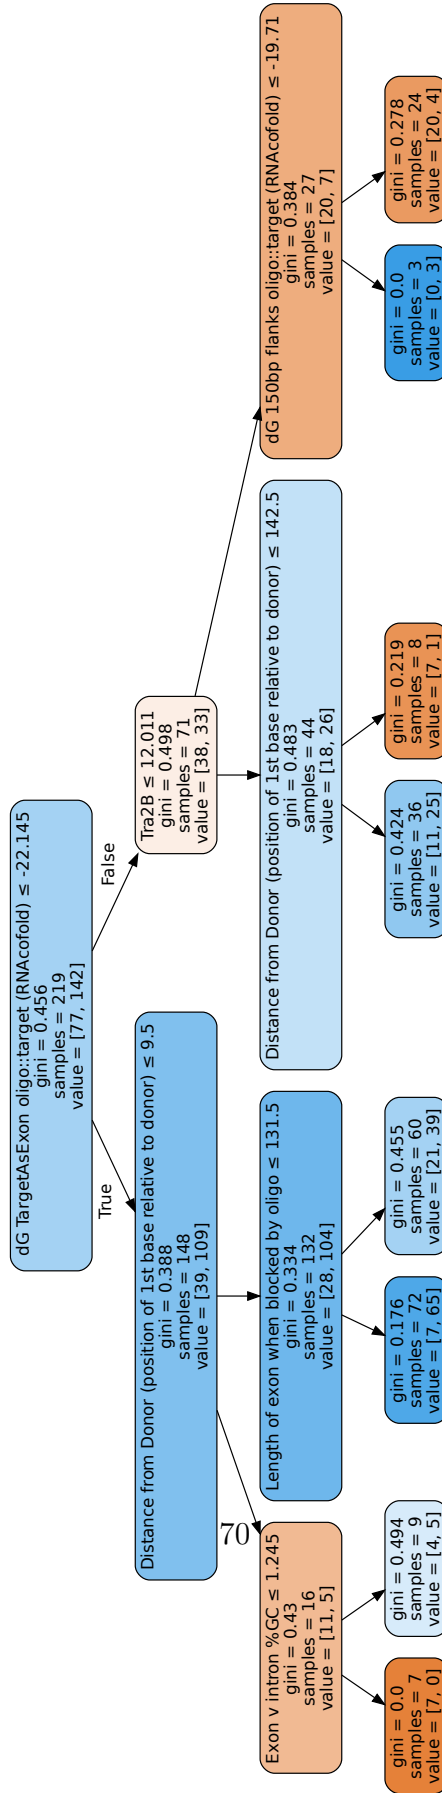 dG TargetAsExon oligo::target (RNAcofold) ≤ -22.145
gini = 0.456
samples = 219
value = [77, 142]
True
False
Distance from Donor (position of 1st base relative to donor) ≤ 9.5
gini = 0.388
samples = 148
value = [39, 109]
Tra2B ≤ 12.011
gini = 0.498
samples = 71
value = [38, 33]
Exon v intron %GC ≤ 1.245
gini = 0.43
samples = 16
value = [11, 5]
Length of exon when blocked by oligo ≤ 131.5
gini = 0.334
samples = 132
value = [28, 104]
Distance from Donor (position of 1st base relative to donor) ≤ 142.5
gini = 0.483
samples = 44
value = [18, 26]
dG 150bp flanks oligo::target (RNAcofold) ≤ -19.71
gini = 0.384
samples = 27
value = [20, 7]
gini = 0.0
samples = 7
value = [7, 0]
gini = 0.494
samples = 9
value = [4, 5]
gini = 0.176
samples = 72
value = [7, 65]
gini = 0.455
samples = 60
value = [21, 39]
gini = 0.424
samples = 36
value = [11, 25]
gini = 0.219
samples = 8
value = [7, 1]
gini = 0.0
samples = 3
value = [0, 3]
gini = 0.278
samples = 24
value = [20, 4]
70